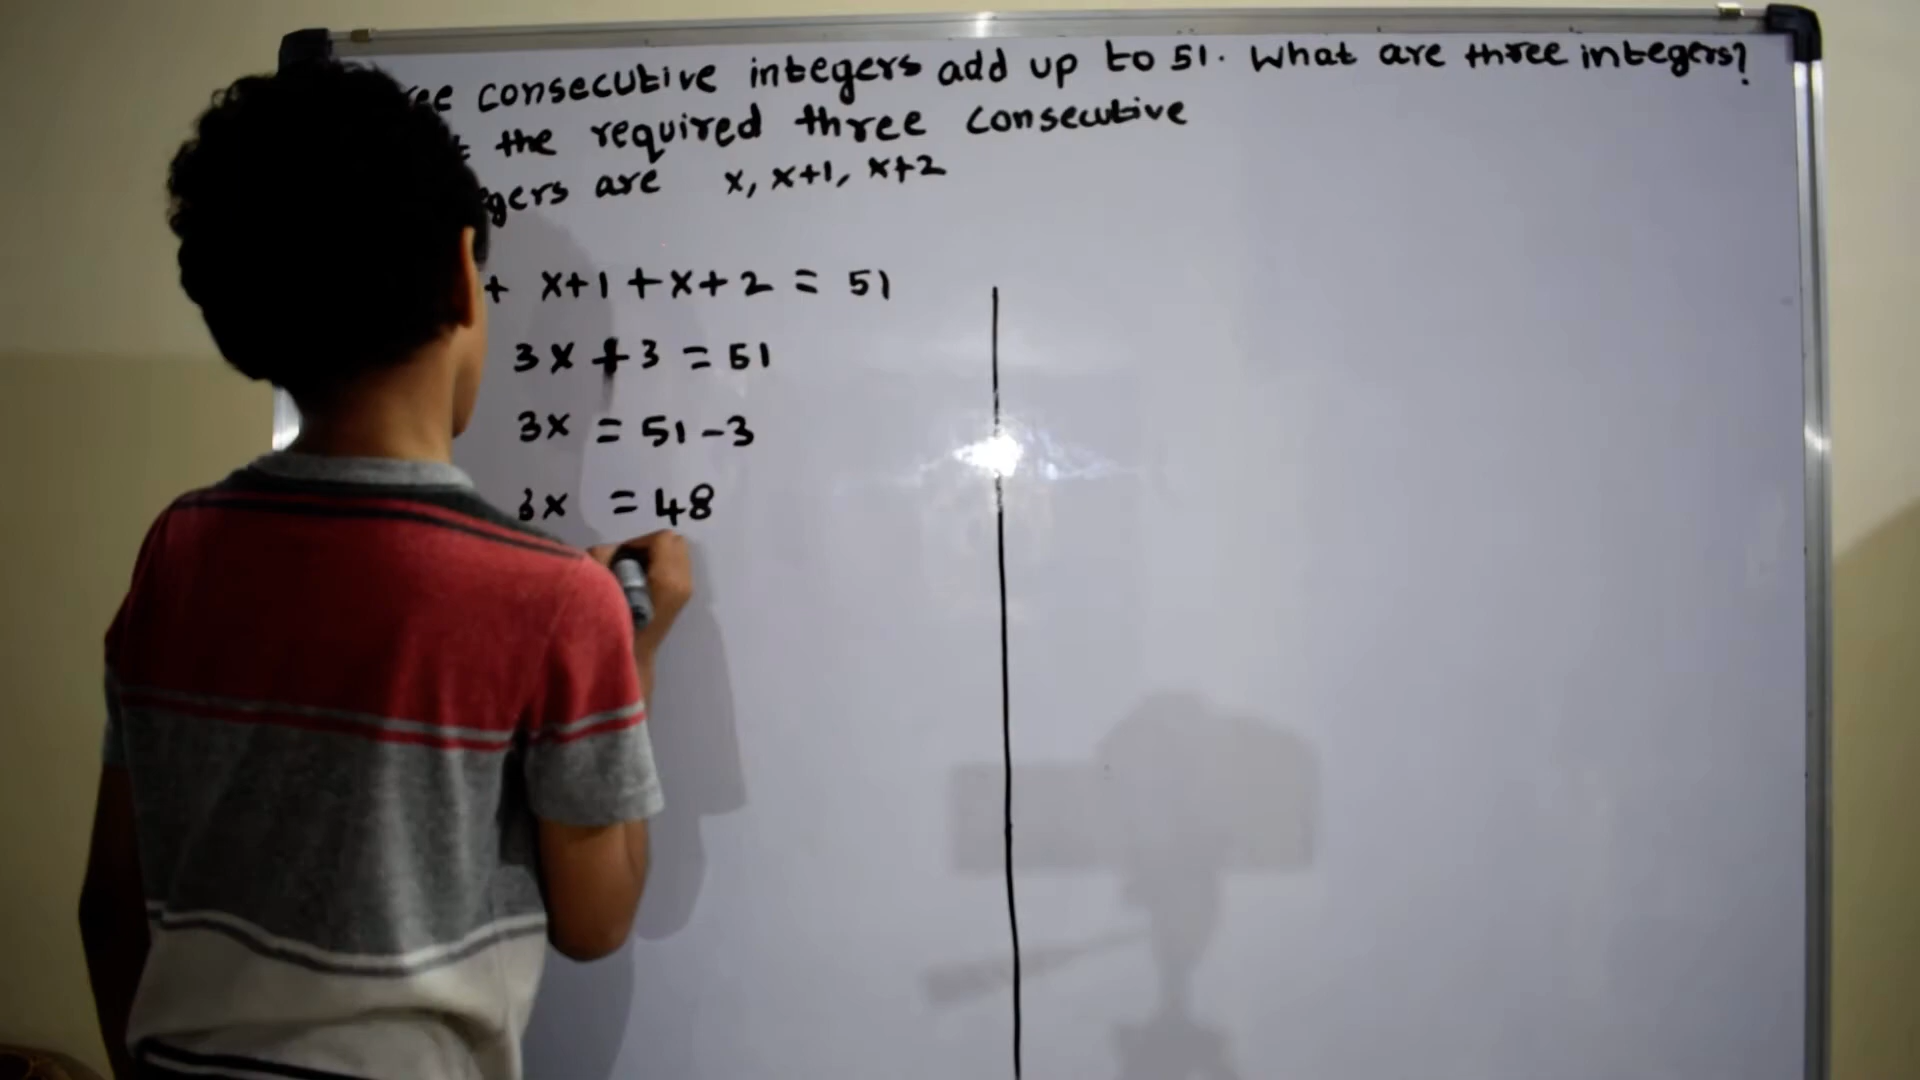 consecutive integers add up to 51. What are three integers?
the required three consecutive
are x, x+1, x+2
+ x+1 + x + 2 = 51
3x + 3 = 51
3x = 51 - 3
3x = 48